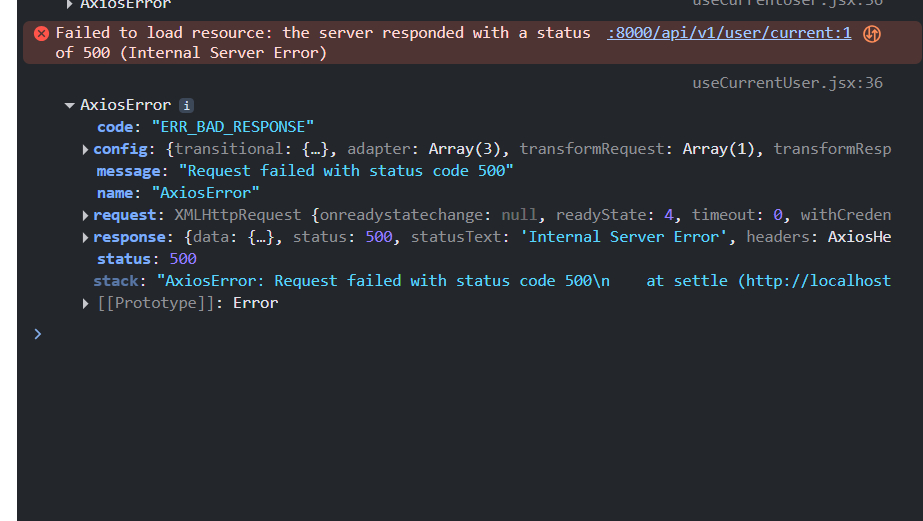 AxiosError useCurrentUser.jsx:36
Failed to load resource: the server responded with a status :8000/api/v1/user/current:1
of 500 (Internal Server Error)
useCurrentUser.jsx:36
AxiosError i
code: "ERR_BAD_RESPONSE"
config: {transitional: {…}, adapter: Array(3), transformRequest: Array(1), transformResp
message: "Request failed with status code 500"
name: "AxiosError"
request: XMLHttpRequest {onreadystatechange: null, readyState: 4, timeout: 0, withCreden
response: {data: {…}, status: 500, statusText: 'Internal Server Error', headers: AxiosHe
status: 500
stack: "AxiosError: Request failed with status code 500\n    at settle (http://localhost
[[Prototype]]: Error